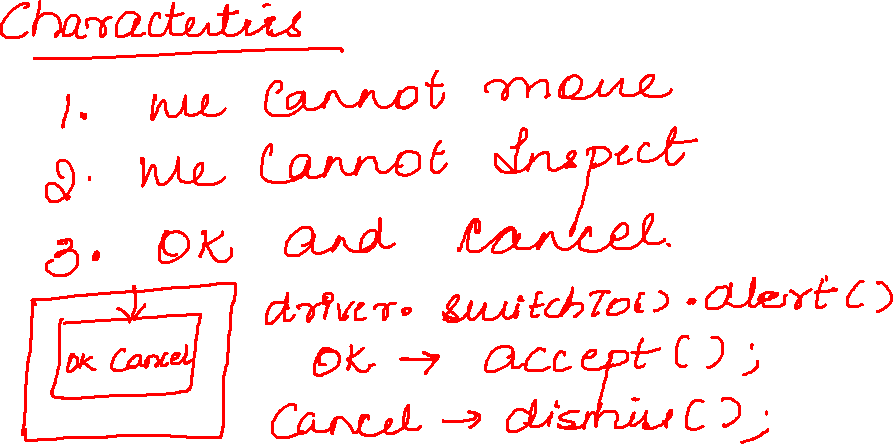 Characteristics
1. We Cannot move
2. We Cannot Inspect
3. OK and Cancel.
driver. switchTo().alert()
OK Cancel
OK → accept();
Cancel → dismiss();